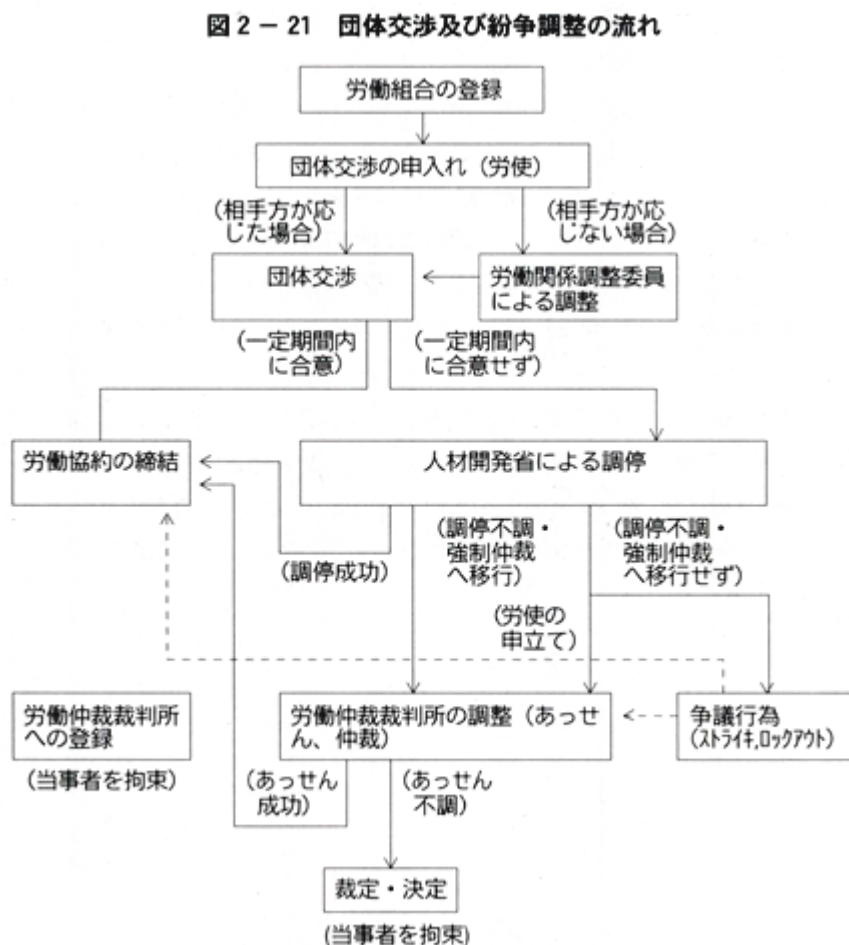 図2－21 団体交渉及び紛争調整の流れ
労働組合の登録
団体交渉の申入れ（労使）
(相手方が応
じた場合)
(相手方が応
じない場合)
団体交渉
労働関係調整委員
による調整
(一定期間内
に合意)
(一定期間内
に合意せず)
労働協約の締結
人材開発省による調停
(調停成功)
(調停不調・
強制仲裁
へ移行)
(調停不調・
強制仲裁
へ移行せず)
(労使の
申立て)
労働仲裁裁判所
への登録
(当事者を拘束)
労働仲裁裁判所の調整（あっせ
ん、仲裁）
争議行為
(ｽﾄﾗｲｷ,ﾛｯｸｱｳﾄ)
(あっせん
成功)
(あっせん
不調)
裁定・決定
(当事者を拘束)